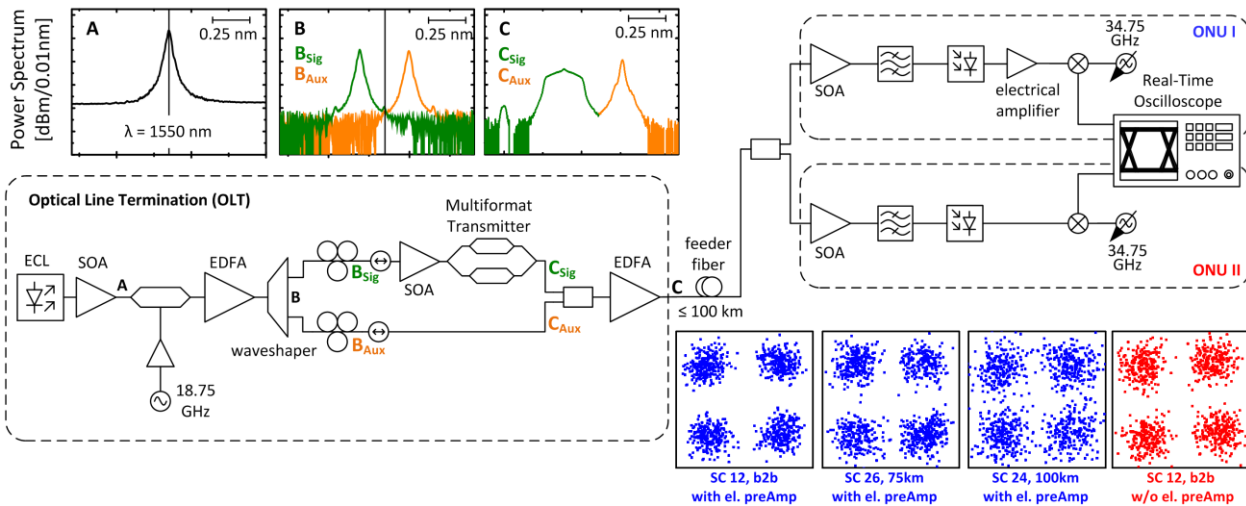 Power Spectrum
[dBm/0.01nm]
A
0.25 nm
λ = 1550 nm
B
0.25 nm
BSig
BAux
C
0.25 nm
CSig
CAux
ONU I
SOA
electrical
amplifier
34.75
GHz
Real-Time
Oscilloscope
SOA
34.75
GHz
ONU II
Optical Line Termination (OLT)
ECL
SOA
A
EDFA
B
waveshaper
18.75
GHz
BSig
BAux
SOA
Multiformat
Transmitter
CSig
CAux
EDFA
C
feeder
fiber
≤ 100 km
SC 12, b2b
with el. preAmp
SC 26, 75km
with el. preAmp
SC 24, 100km
with el. preAmp
SC 12, b2b
w/o el. preAmp